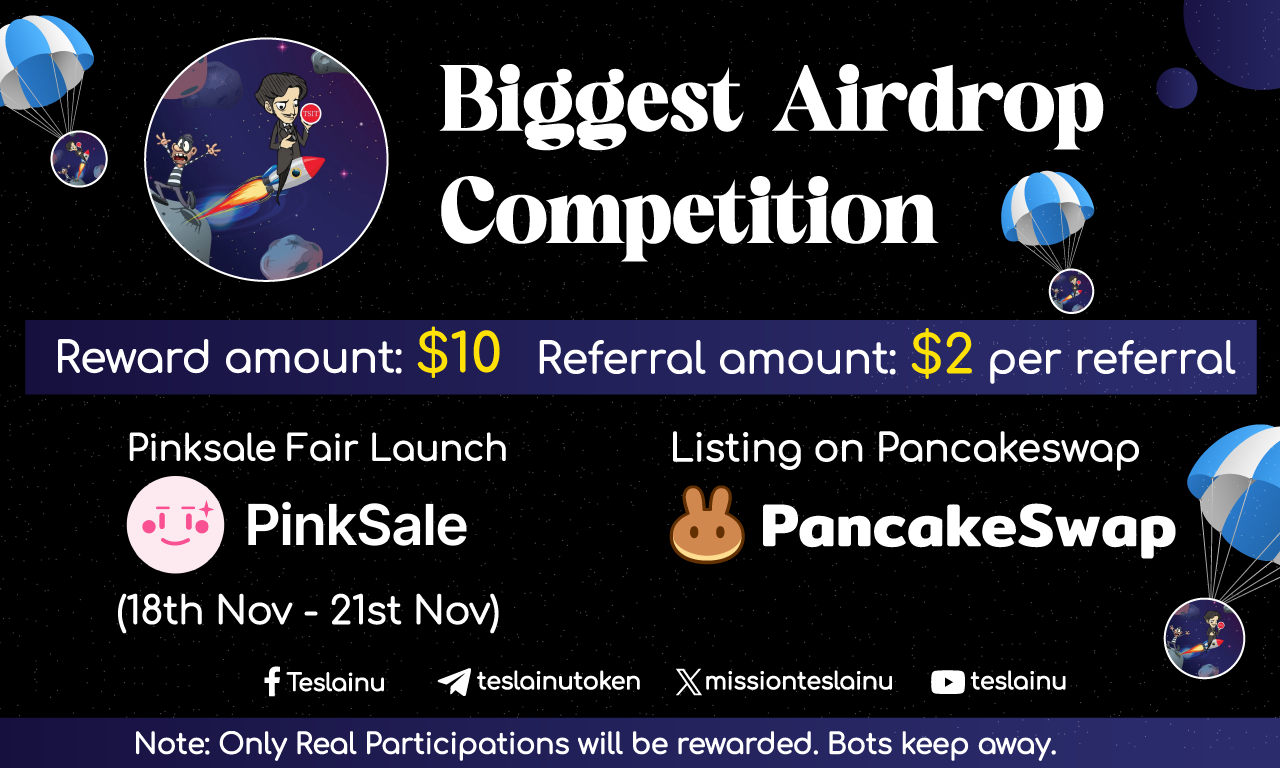 Biggest Airdrop
Competition
TSIT
Reward amount: $10 Referral amount: $2 per referral
Pinksale Fair Launch
PinkSale
(18th Nov - 21st Nov)
Listing on Pancakeswap
PancakeSwap
Teslainu teslainutoken missionteslainu teslainu
Note: Only Real Participations will be rewarded. Bots keep away.